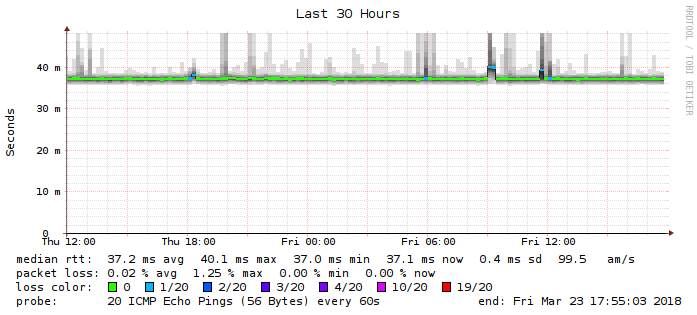 Last 30 Hours
RRDTOOL / TOBI OETIKER
Seconds
40 m
30 m
20 m
10 m
0
Thu 12:00 Thu 18:00 Fri 00:00 Fri 06:00 Fri 12:00
median rtt: 37.2 ms avg 40.1 ms max 37.0 ms min 37.1 ms now 0.4 ms sd 99.5 am/s
packet loss: 0.02 % avg 1.25 % max 0.00 % min 0.00 % now
loss color: 0 1/20 2/20 3/20 4/20 10/20 19/20
probe: 20 ICMP Echo Pings (56 Bytes) every 60s end: Fri Mar 23 17:55:03 2018